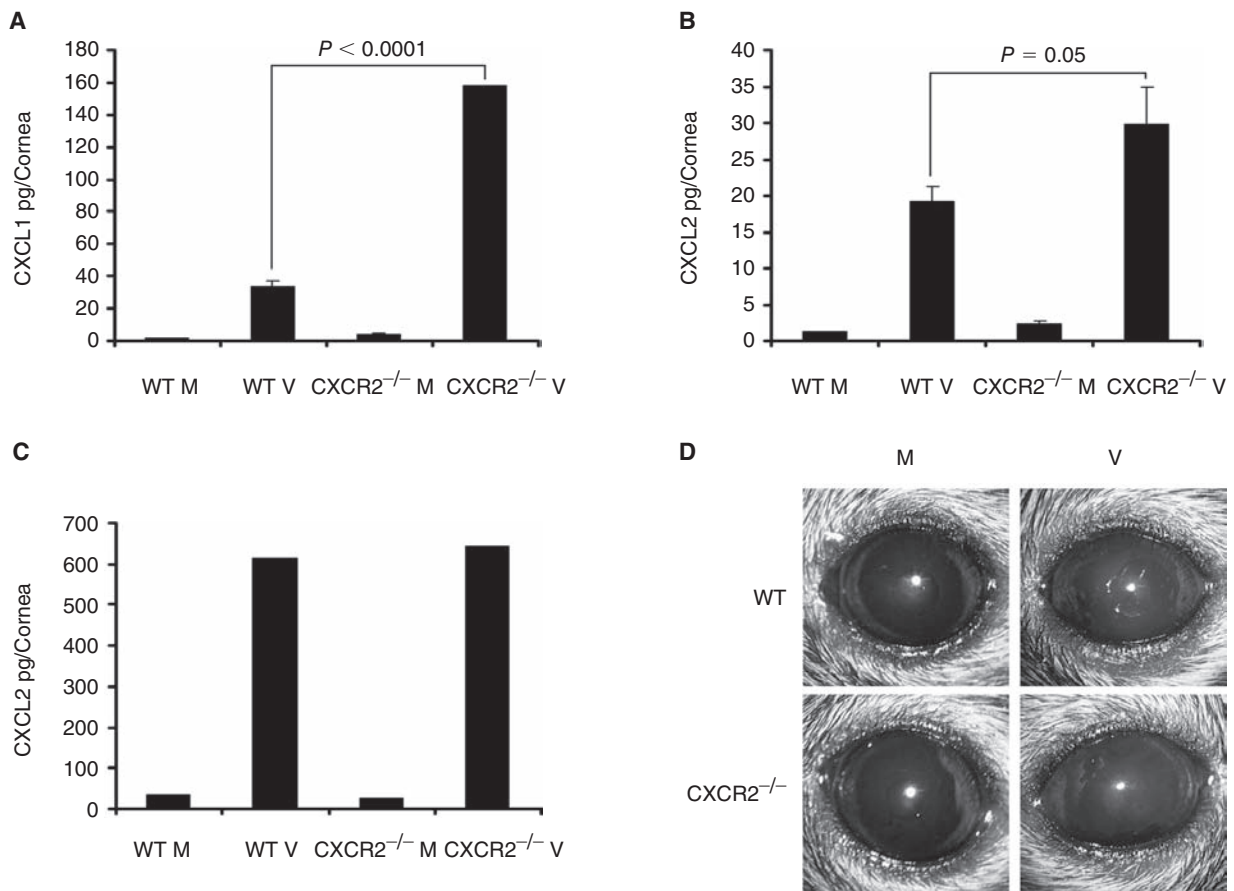 A
CXCL1 pg/Cornea
180
160
140
120
100
80
60
40
20
0
P < 0.0001
WT M
WT V
CXCR2⁻/⁻ M
CXCR2⁻/⁻ V
B
CXCL2 pg/Cornea
40
35
30
25
20
15
10
5
0
P = 0.05
WT M
WT V
CXCR2⁻/⁻ M
CXCR2⁻/⁻ V
C
CXCL2 pg/Cornea
700
600
500
400
300
200
100
0
WT M
WT V
CXCR2⁻/⁻ M
CXCR2⁻/⁻ V
D
M
V
WT
CXCR2⁻/⁻